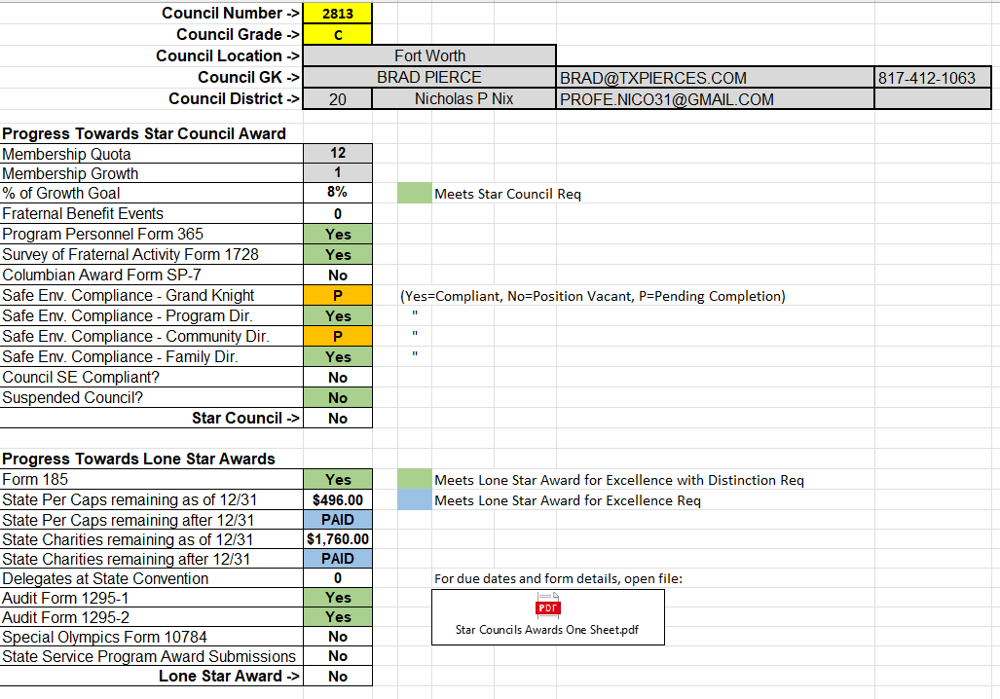 Council Number -> 2813
Council Grade -> C
Council Location -> Fort Worth
Council GK -> BRAD PIERCE BRAD@TXPIERCES.COM 817-412-1063
Council District -> 20 Nicholas P Nix PROFE.NICO31@GMAIL.COM
Progress Towards Star Council Award
Membership Quota 12
Membership Growth 1
% of Growth Goal 8% Meets Star Council Req
Fraternal Benefit Events 0
Program Personnel Form 365 Yes
Survey of Fraternal Activity Form 1728 Yes
Columbian Award Form SP-7 No
Safe Env. Compliance - Grand Knight P (Yes=Compliant, No=Position Vacant, P=Pending Completion)
Safe Env. Compliance - Program Dir. Yes "
Safe Env. Compliance - Community Dir. P "
Safe Env. Compliance - Family Dir. Yes "
Council SE Compliant? No
Suspended Council? No
Star Council -> No
Progress Towards Lone Star Awards
Form 185 Yes Meets Lone Star Award for Excellence with Distinction Req
State Per Caps remaining as of 12/31 $496.00 Meets Lone Star Award for Excellence Req
State Per Caps remaining after 12/31 PAID
State Charities remaining as of 12/31 $1,760.00
State Charities remaining after 12/31 PAID
Delegates at State Convention 0 For due dates and form details, open file:
Audit Form 1295-1 Yes PDF
Audit Form 1295-2 Yes Star Councils Awards One Sheet.pdf
Special Olympics Form 10784 No
State Service Program Award Submissions No
Lone Star Award -> No